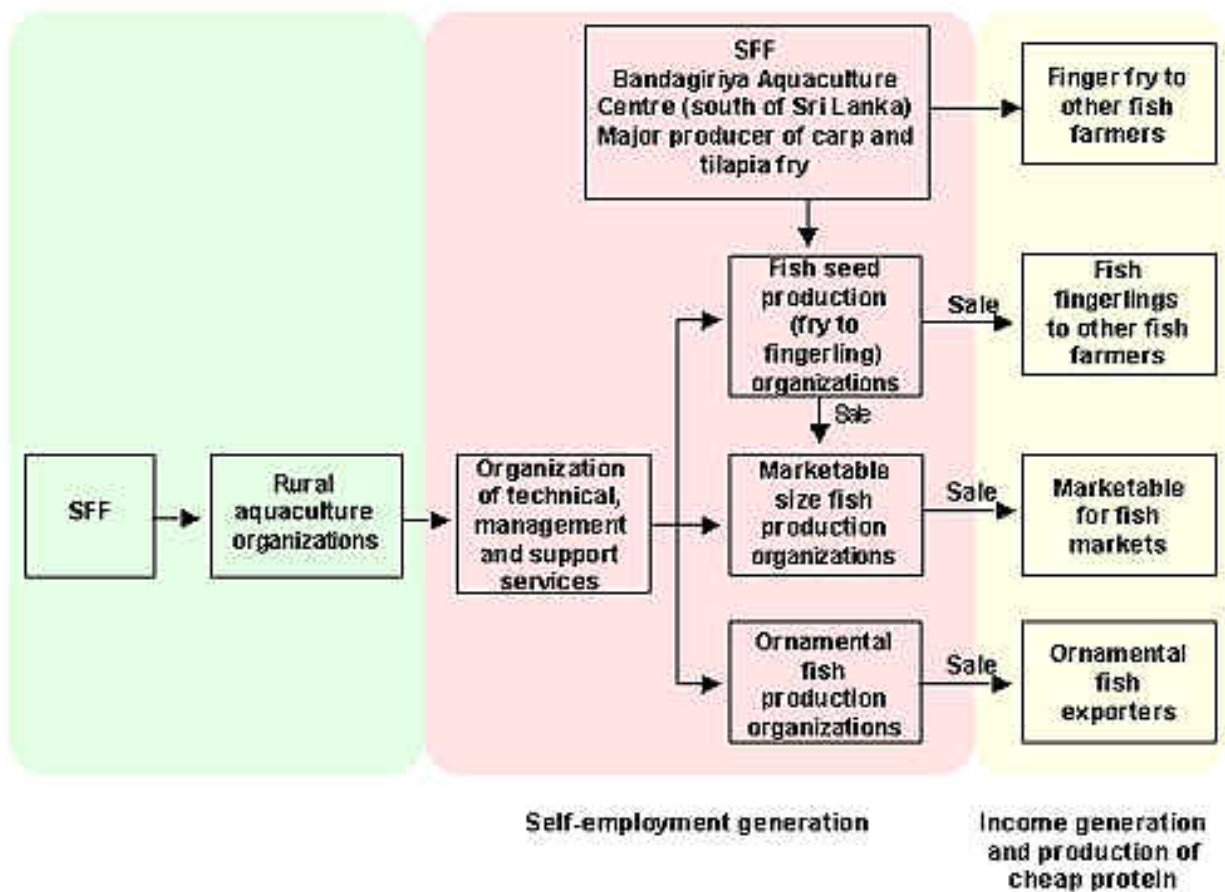 SFF
Bandagiriya Aquaculture
Centre (south of Sri Lanka)
Major producer of carp and
tilapia fry
Finger fry to
other fish
farmers
Fish seed
production
(fry to
fingerling)
organizations
Sale
Fish
fingerlings
to other fish
farmers
Sale
SFF
Rural
aquaculture
organizations
Organization
of technical,
management
and support
services
Marketable
size fish
production
organizations
Sale
Marketable
for fish
markets
Ornamental
fish
production
organizations
Sale
Ornamental
fish
exporters
Self-employment generation
Income generation
and production of
cheap protein